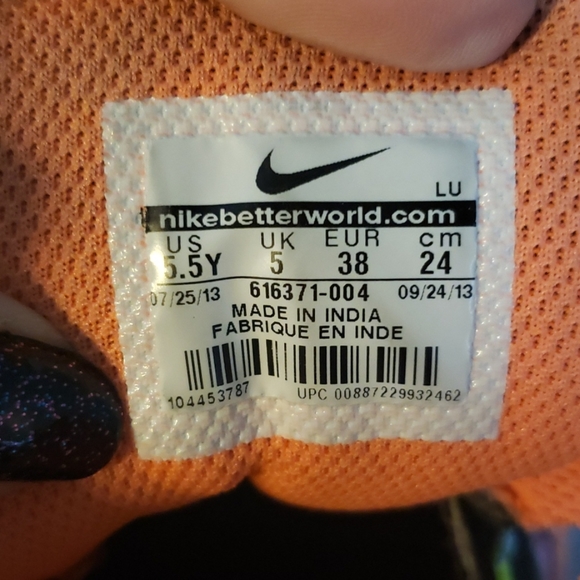 LU
nikebetterworld.com
US UK EUR cm
5.5Y 5 38 24
07/25/13 616371-004 09/24/13
MADE IN INDIA
FABRIQUE EN INDE
104453787 UPC 00887229932462